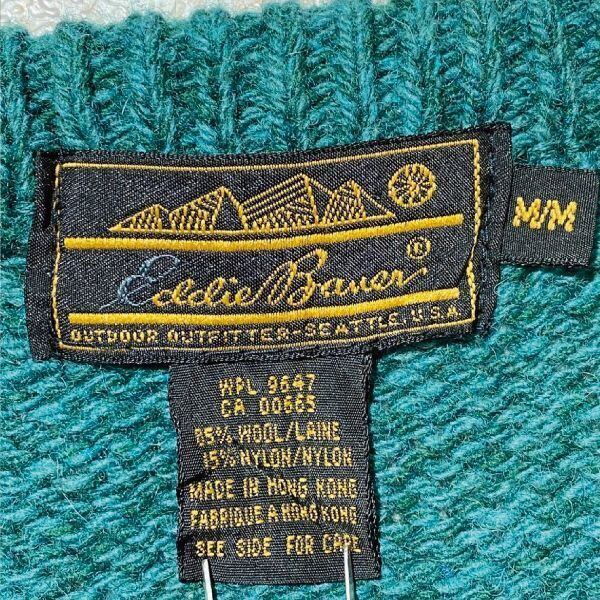 Eddie Bauer ®
OUTDOOR OUTFITTER-SEATTLE, U.S.A.
M/M
WPL 9647
CA 00665
85% WOOL/LAINE
15% NYLON/NYLON
MADE IN HONG KONG
FABRIQUE A HONG KONG
SEE SIDE FOR CARE